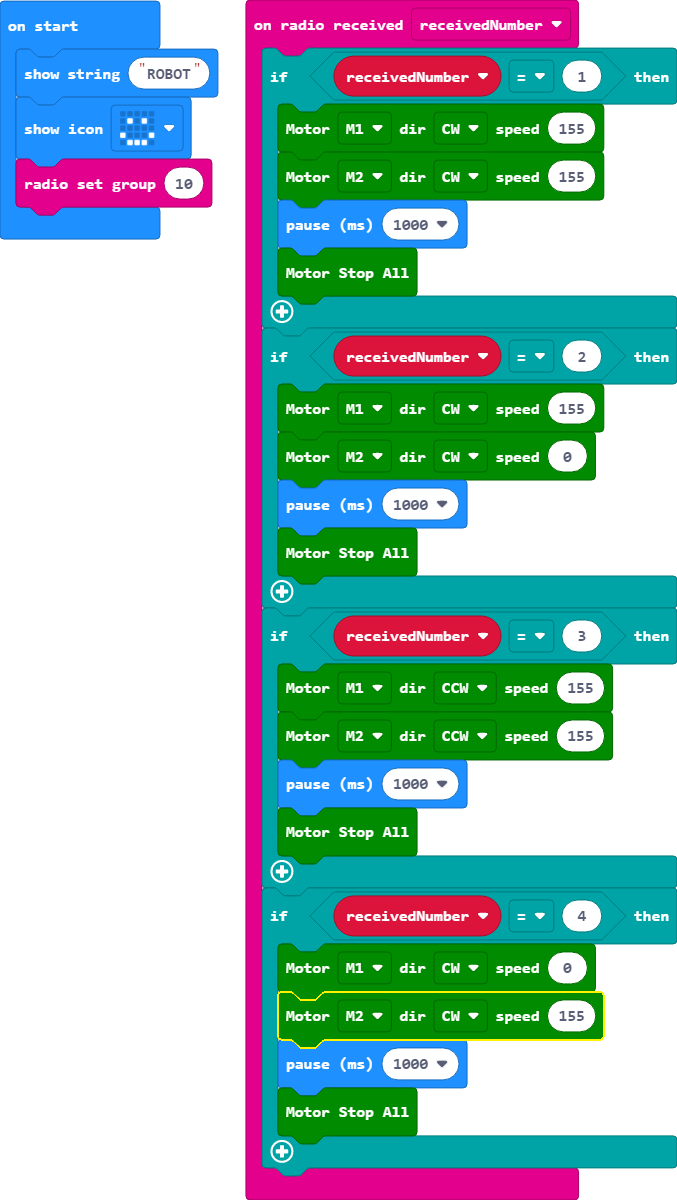 on start
show string "ROBOT"
show icon
radio set group 10
on radio received receivedNumber
if receivedNumber = 1 then
Motor M1 dir CW speed 155
Motor M2 dir CW speed 155
pause (ms) 1000
Motor Stop All
if receivedNumber = 2 then
Motor M1 dir CW speed 155
Motor M2 dir CW speed 0
pause (ms) 1000
Motor Stop All
if receivedNumber = 3 then
Motor M1 dir CCW speed 155
Motor M2 dir CCW speed 155
pause (ms) 1000
Motor Stop All
if receivedNumber = 4 then
Motor M1 dir CW speed 0
Motor M2 dir CW speed 155
pause (ms) 1000
Motor Stop All